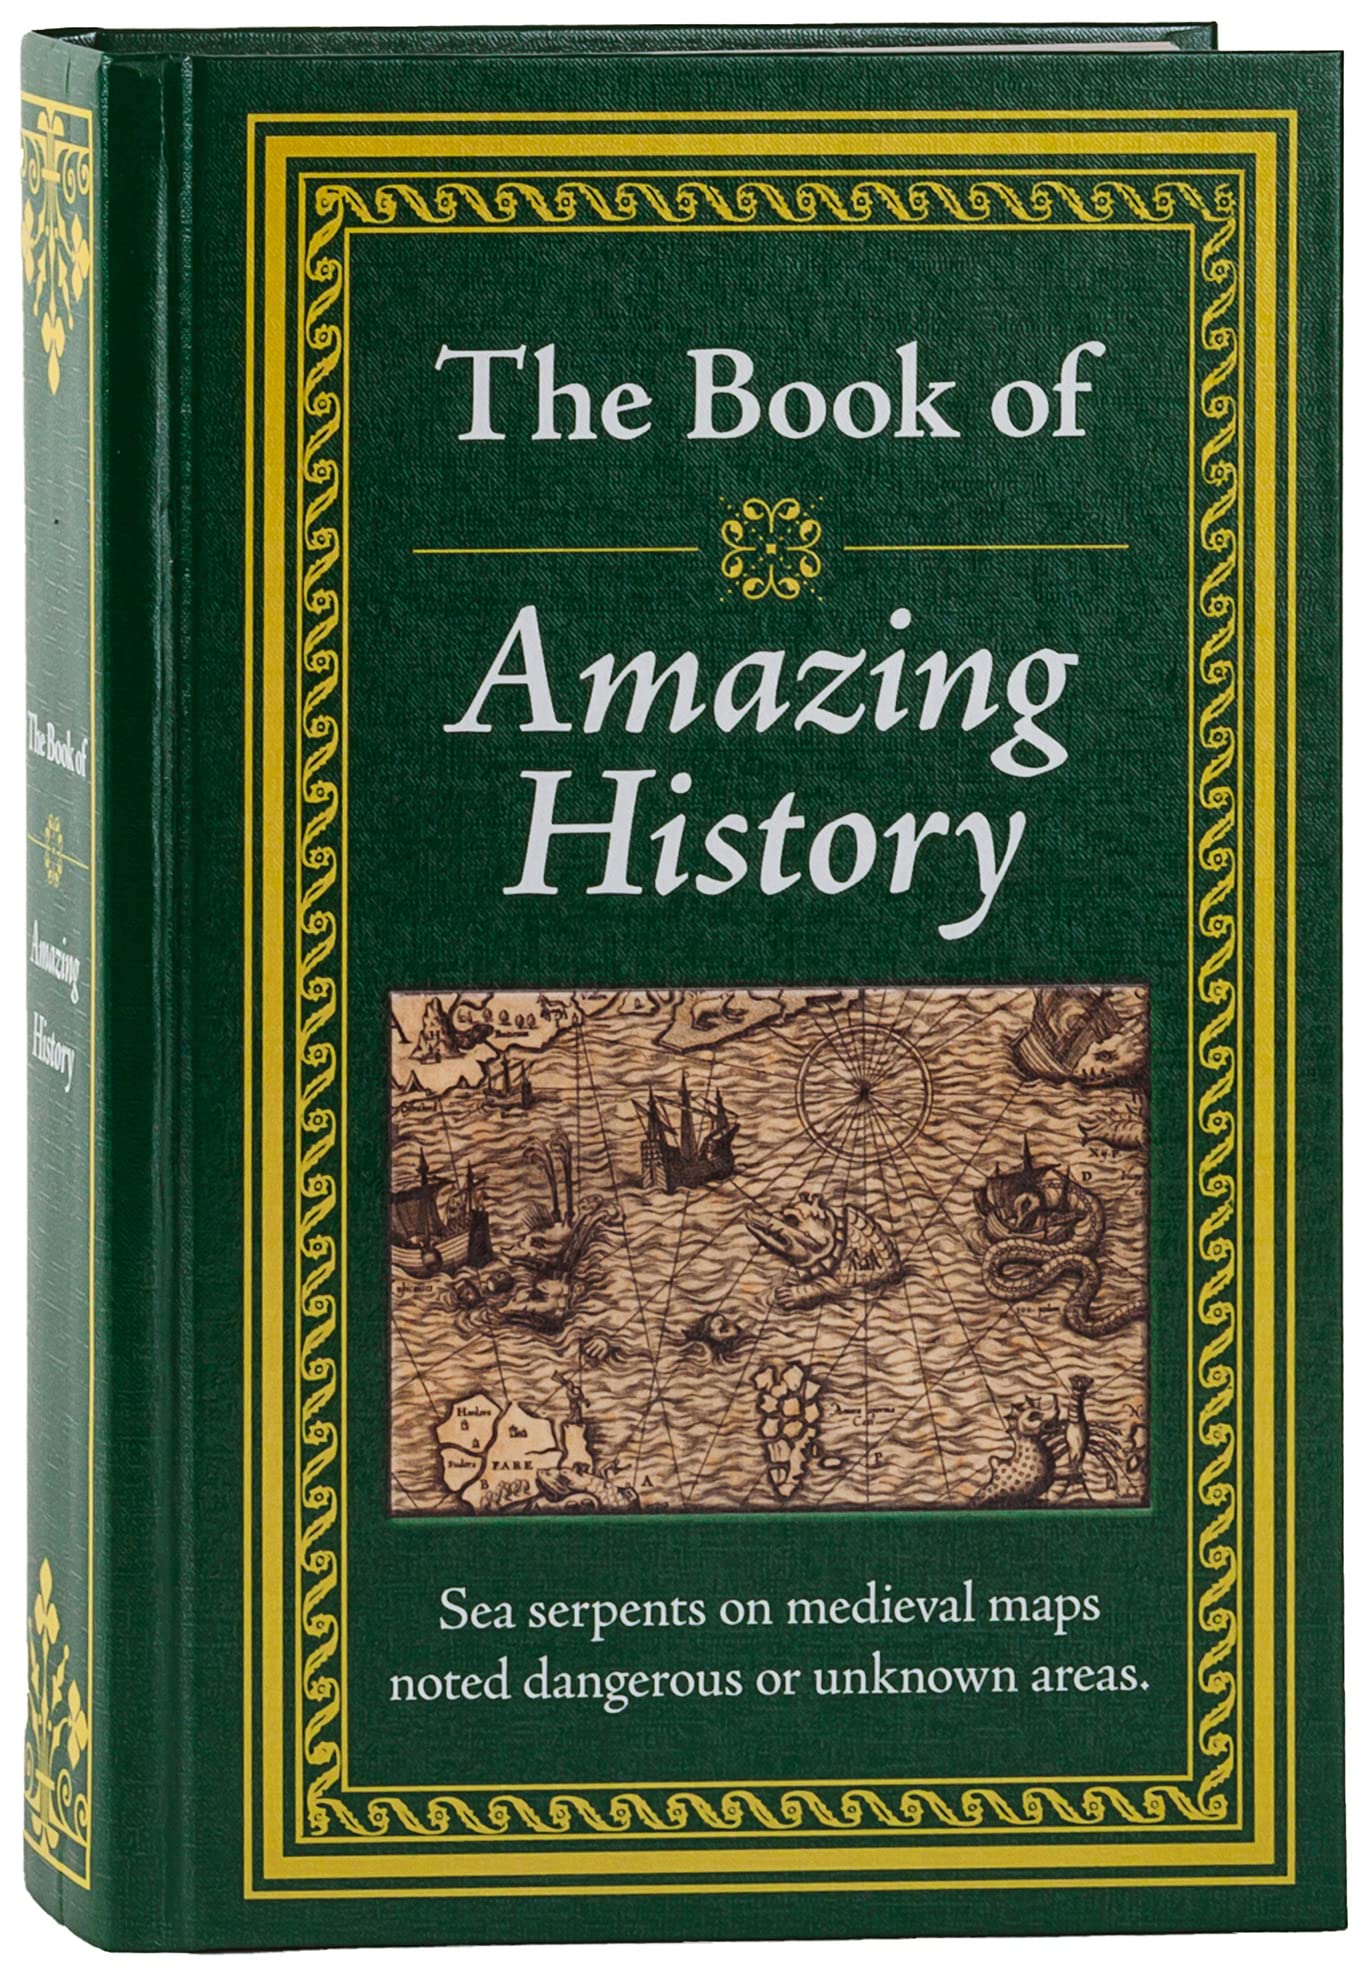 The Book of
Amazing
History
Sea serpents on medieval maps
noted dangerous or unknown areas.
The Book of
Amazing
History
FARE
A
B
P
D
N